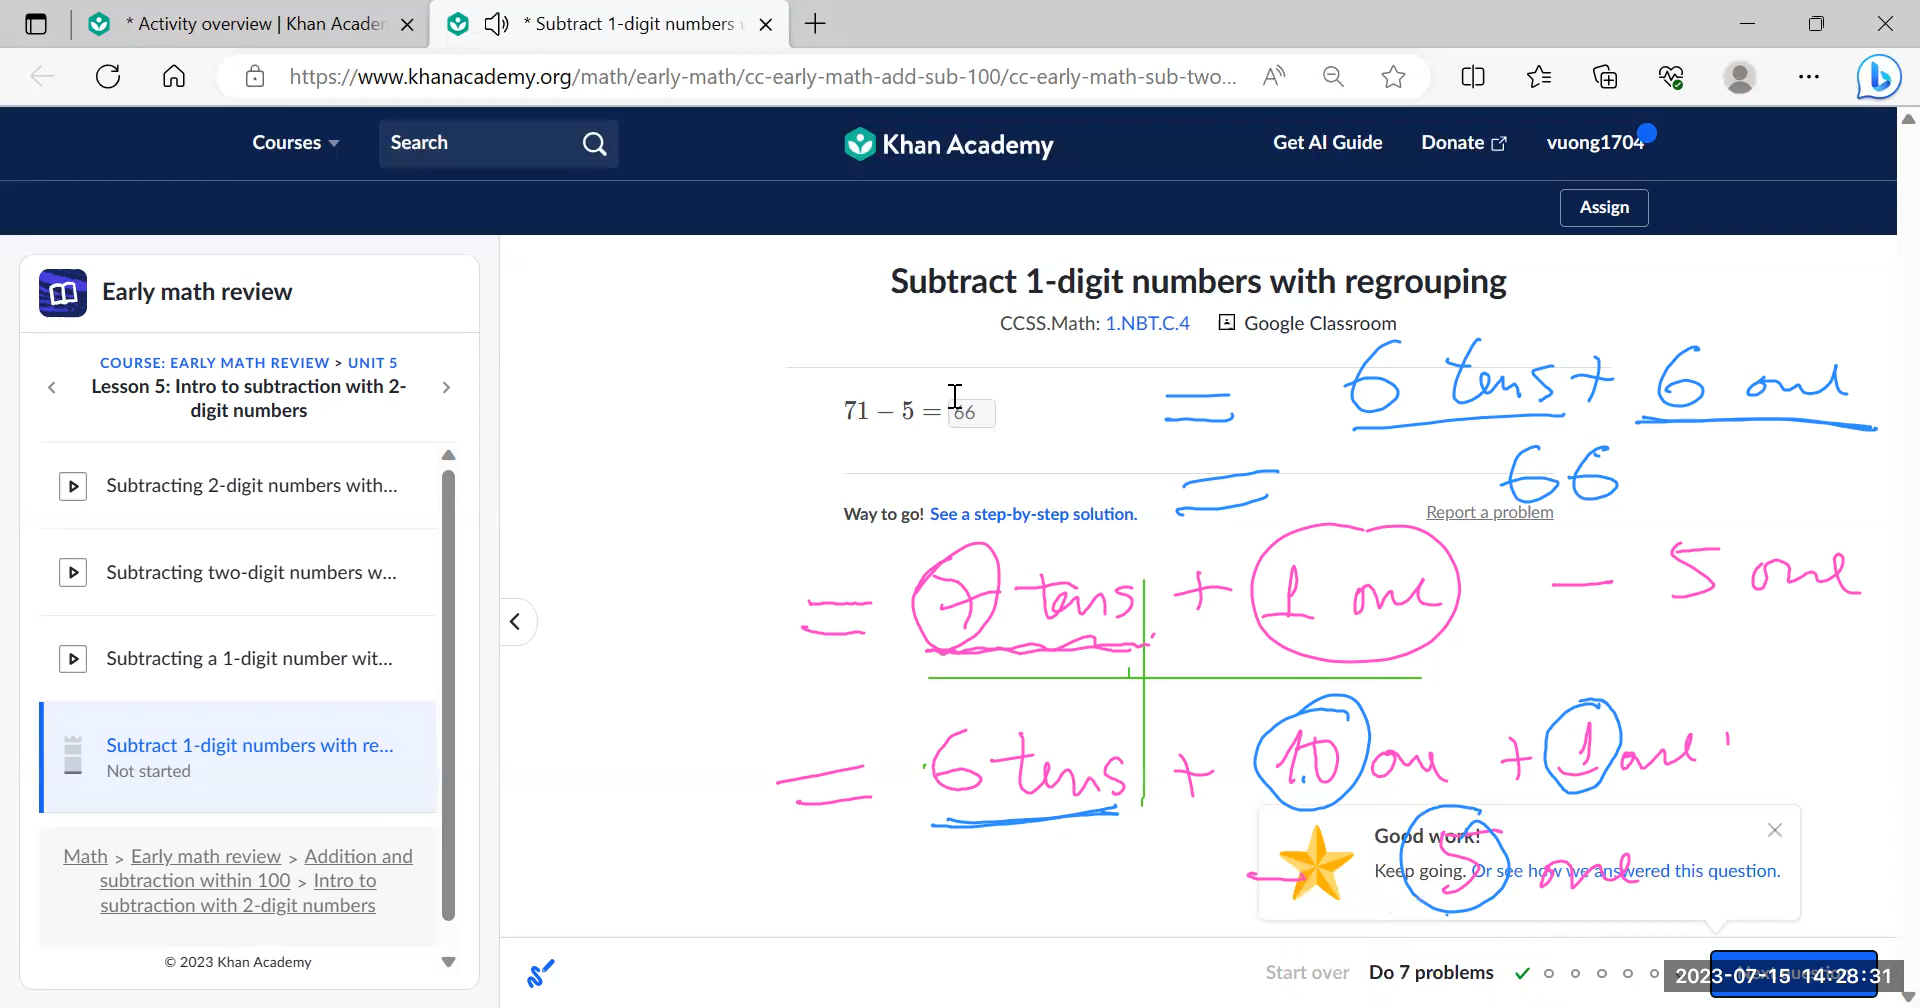 * Activity overview | Khan Acader
* Subtract 1-digit numbers
https://www.khanacademy.org/math/early-math/cc-early-math-add-sub-100/cc-early-math-sub-two...
Courses
Search
Khan Academy
Get AI Guide
Donate
vuong1704
Assign
Early math review
COURSE: EARLY MATH REVIEW > UNIT 5
Lesson 5: Intro to subtraction with 2-
digit numbers
Subtracting 2-digit numbers with...
Subtracting two-digit numbers w...
Subtracting a 1-digit number wit...
Subtract 1-digit numbers with re...
Not started
Math > Early math review > Addition and
subtraction within 100 > Intro to
subtraction with 2-digit numbers
© 2023 Khan Academy
Subtract 1-digit numbers with regrouping
CCSS.Math: 1.NBT.C.4 Google Classroom
71 − 5 = 66
= 6 tens + 6 one
= 66
Way to go! See a step-by-step solution.
Report a problem
= 7 tens + 1 one − 5 one
= 6 tens + 10 one + 1 one
− 5 one
Good work!
Keep going. Or see how we answered this question.
Start over Do 7 problems
2023-07-15 14:28:31